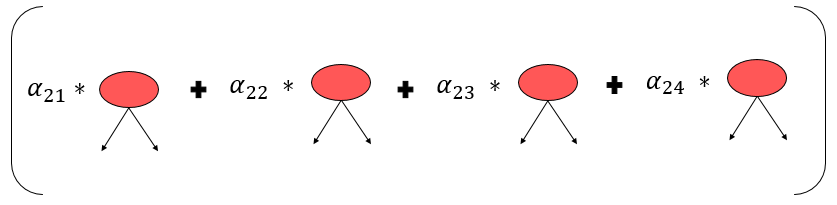 α₂₁ * + α₂₂ * + α₂₃ * + α₂₄ *